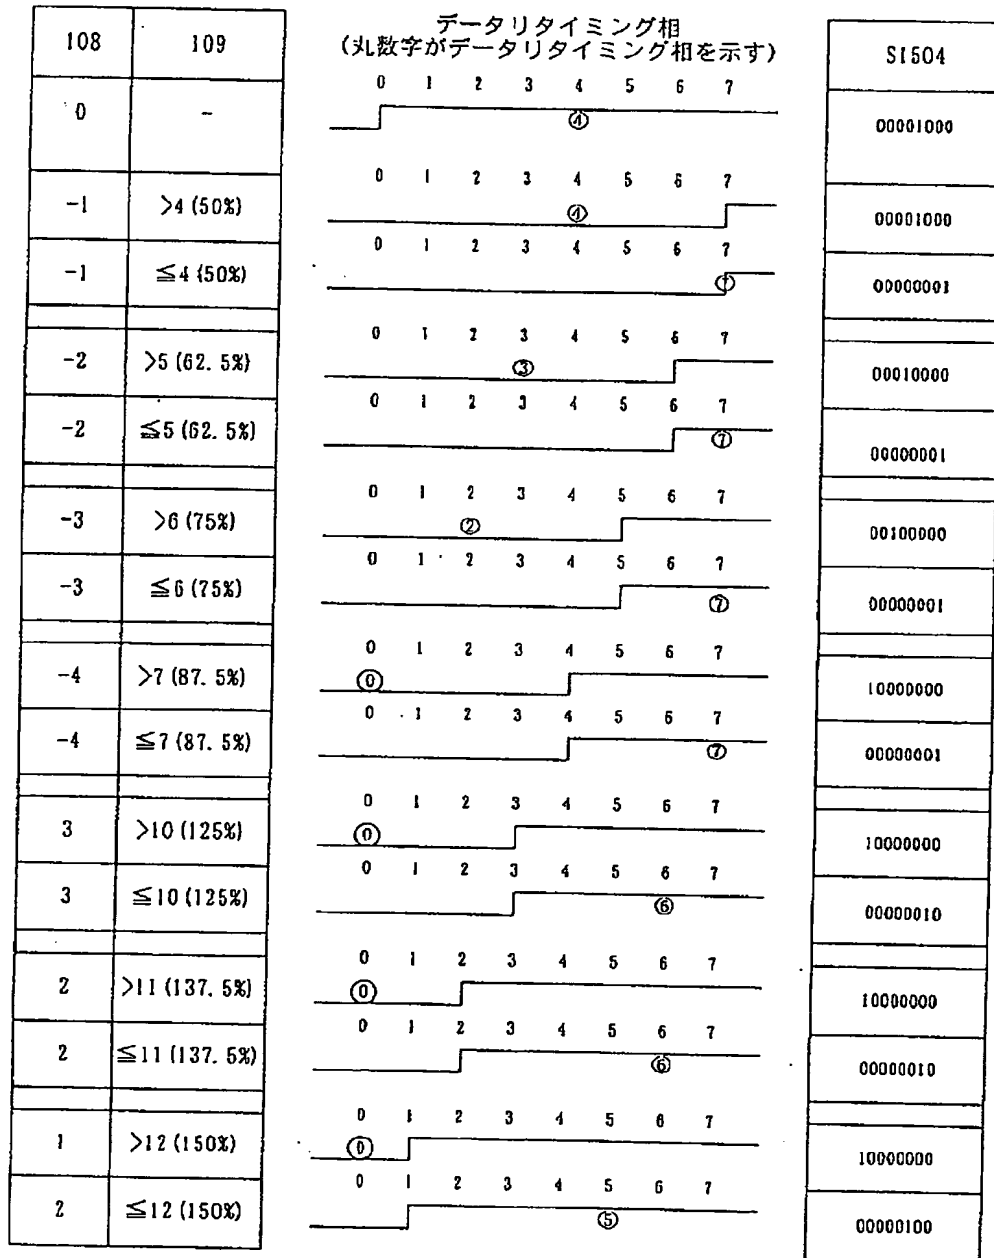 データリタイミング相
(丸数字がデータリタイミング相を示す)
108 109 S1504
0 1 2 3 4 5 6 7
0 - ④ 00001000
0 1 2 3 4 5 6 7
-1 >4 (50%) ④ 00001000
0 1 2 3 4 5 6 7
-1 ≦4 (50%) ⑦ 00000001
0 1 2 3 4 5 6 7
-2 >5 (62.5%) ③ 00010000
0 1 2 3 4 5 6 7
-2 ≦5 (62.5%) ⑦ 00000001
0 1 2 3 4 5 6 7
-3 >6 (75%) ② 00100000
0 1 2 3 4 5 6 7
-3 ≦6 (75%) ⑦ 00000001
0 1 2 3 4 5 6 7
-4 >7 (87.5%) ⓪ 10000000
0 1 2 3 4 5 6 7
-4 ≦7 (87.5%) ⑦ 00000001
0 1 2 3 4 5 6 7
3 >10 (125%) ⓪ 10000000
0 1 2 3 4 5 6 7
3 ≦10 (125%) ⑥ 00000010
0 1 2 3 4 5 6 7
2 >11 (137.5%) ⓪ 10000000
0 1 2 3 4 5 6 7
2 ≦11 (137.5%) ⑥ 00000010
0 1 2 3 4 5 6 7
1 >12 (150%) ⓪ 10000000
0 1 2 3 4 5 6 7
2 ≦12 (150%) ⑤ 00000100